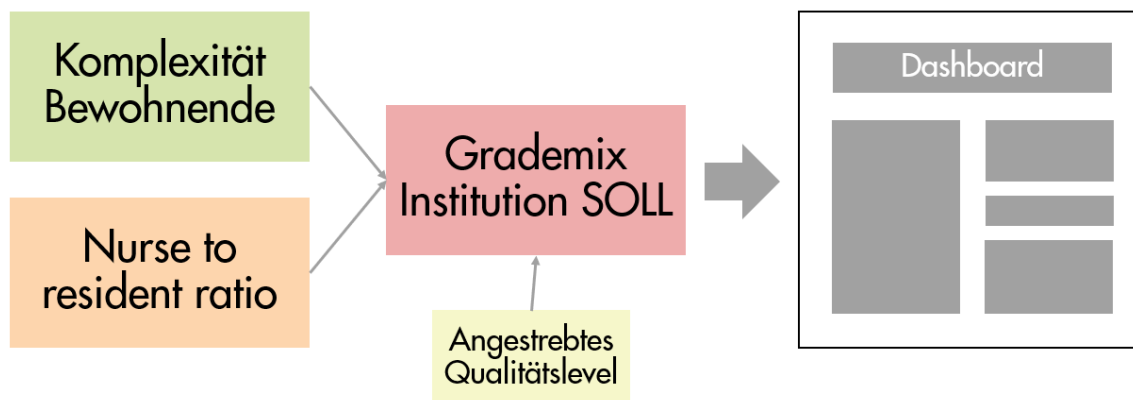 Komplexität
Bewohnende
Nurse to
resident ratio
Grademix
Institution SOLL
Angestrebtes
Qualitätslevel
Dashboard